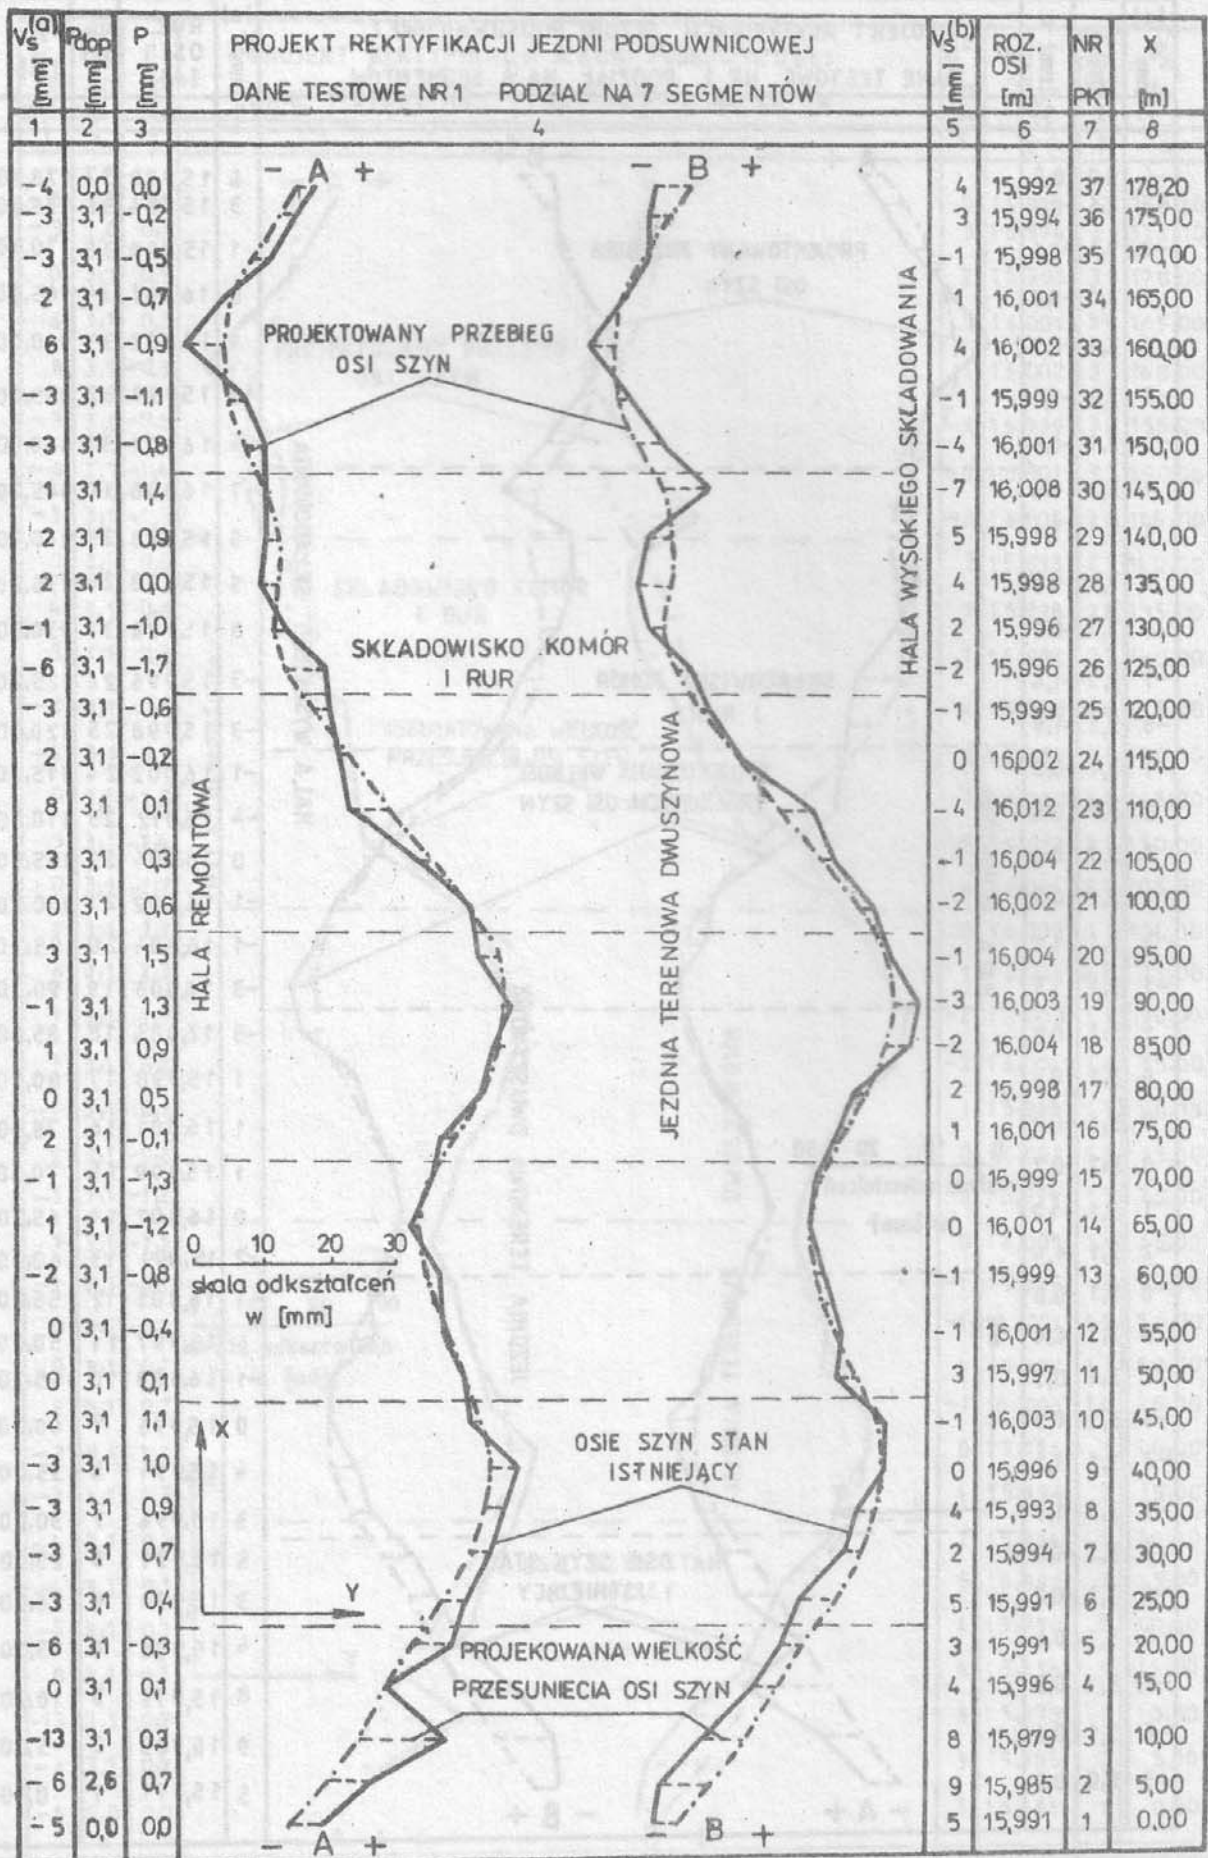 Vs(a) [mm] Pdop [mm] P [mm] PROJEKT REKTYFIKACJI JEZDNI PODSUWNICOWEJ Vs(b) [mm] ROZ. OSI [m] NR PKT X [m]
DANE TESTOWE NR 1 PODZIAŁ NA 7 SEGMENTÓW
1 2 3 4 5 6 7 8
- A + - B +
-4 0,0 0,0 4 15,992 37 178,20
-3 3,1 -0,2 3 15,994 36 175,00
-3 3,1 -0,5 -1 15,998 35 170,00
2 3,1 -0,7 1 16,001 34 165,00
6 3,1 -0,9 4 16,002 33 160,00
-3 3,1 -1,1 -1 15,999 32 155,00
-3 3,1 -0,8 -4 16,001 31 150,00
1 3,1 1,4 -7 16,008 30 145,00
2 3,1 0,9 5 15,998 29 140,00
2 3,1 0,0 4 15,998 28 135,00
-1 3,1 -1,0 2 15,996 27 130,00
-6 3,1 -1,7 -2 15,996 26 125,00
-3 3,1 -0,6 -1 15,999 25 120,00
2 3,1 -0,2 0 16,002 24 115,00
8 3,1 0,1 -4 16,012 23 110,00
3 3,1 0,3 -1 16,004 22 105,00
0 3,1 0,6 -2 16,002 21 100,00
3 3,1 1,5 -1 16,004 20 95,00
-1 3,1 1,3 -3 16,003 19 90,00
1 3,1 0,9 -2 16.004 18 85,00
0 3,1 0,5 2 15,998 17 80,00
2 3,1 -0,1 1 16,001 16 75,00
-1 3,1 -1,3 0 15,999 15 70,00
1 3,1 -1,2 0 16,001 14 65,00
-2 3,1 -0,8 -1 15,999 13 60,00
0 3,1 -0,4 -1 16,001 12 55,00
0 3,1 0,1 3 15,997 11 50,00
2 3,1 1,1 -1 16,003 10 45,00
-3 3,1 1,0 0 15,996 9 40,00
-3 3,1 0,9 4 15,993 8 35,00
-3 3,1 0,7 2 15,994 7 30,00
-3 3,1 0,4 5 15,991 6 25,00
-6 3,1 -0,3 3 15,991 5 20,00
0 3,1 0,1 4 15,996 4 15,00
-13 3,1 0,3 8 15,979 3 10,00
-6 2,6 0,7 9 15,985 2 5,00
-5 0,0 0,0 5 15,991 1 0,00
PROJEKTOWANY PRZEBIEG
OSI SZYN
SKŁADOWISKO KOMÓR
I RUR
HALA REMONTOWA
JEZDNIA TERENOWA DWUSZYNOWA
HALA WYSOKIEGO SKŁADOWANIA
0 10 20 30
skala odkształceń
w [mm]
X
OSIE SZYN STAN
ISTNIEJĄCY
Y
PROJEKOWANA WIELKOŚĆ
PRZESUNIECIA OSI SZYN
- A + - B +